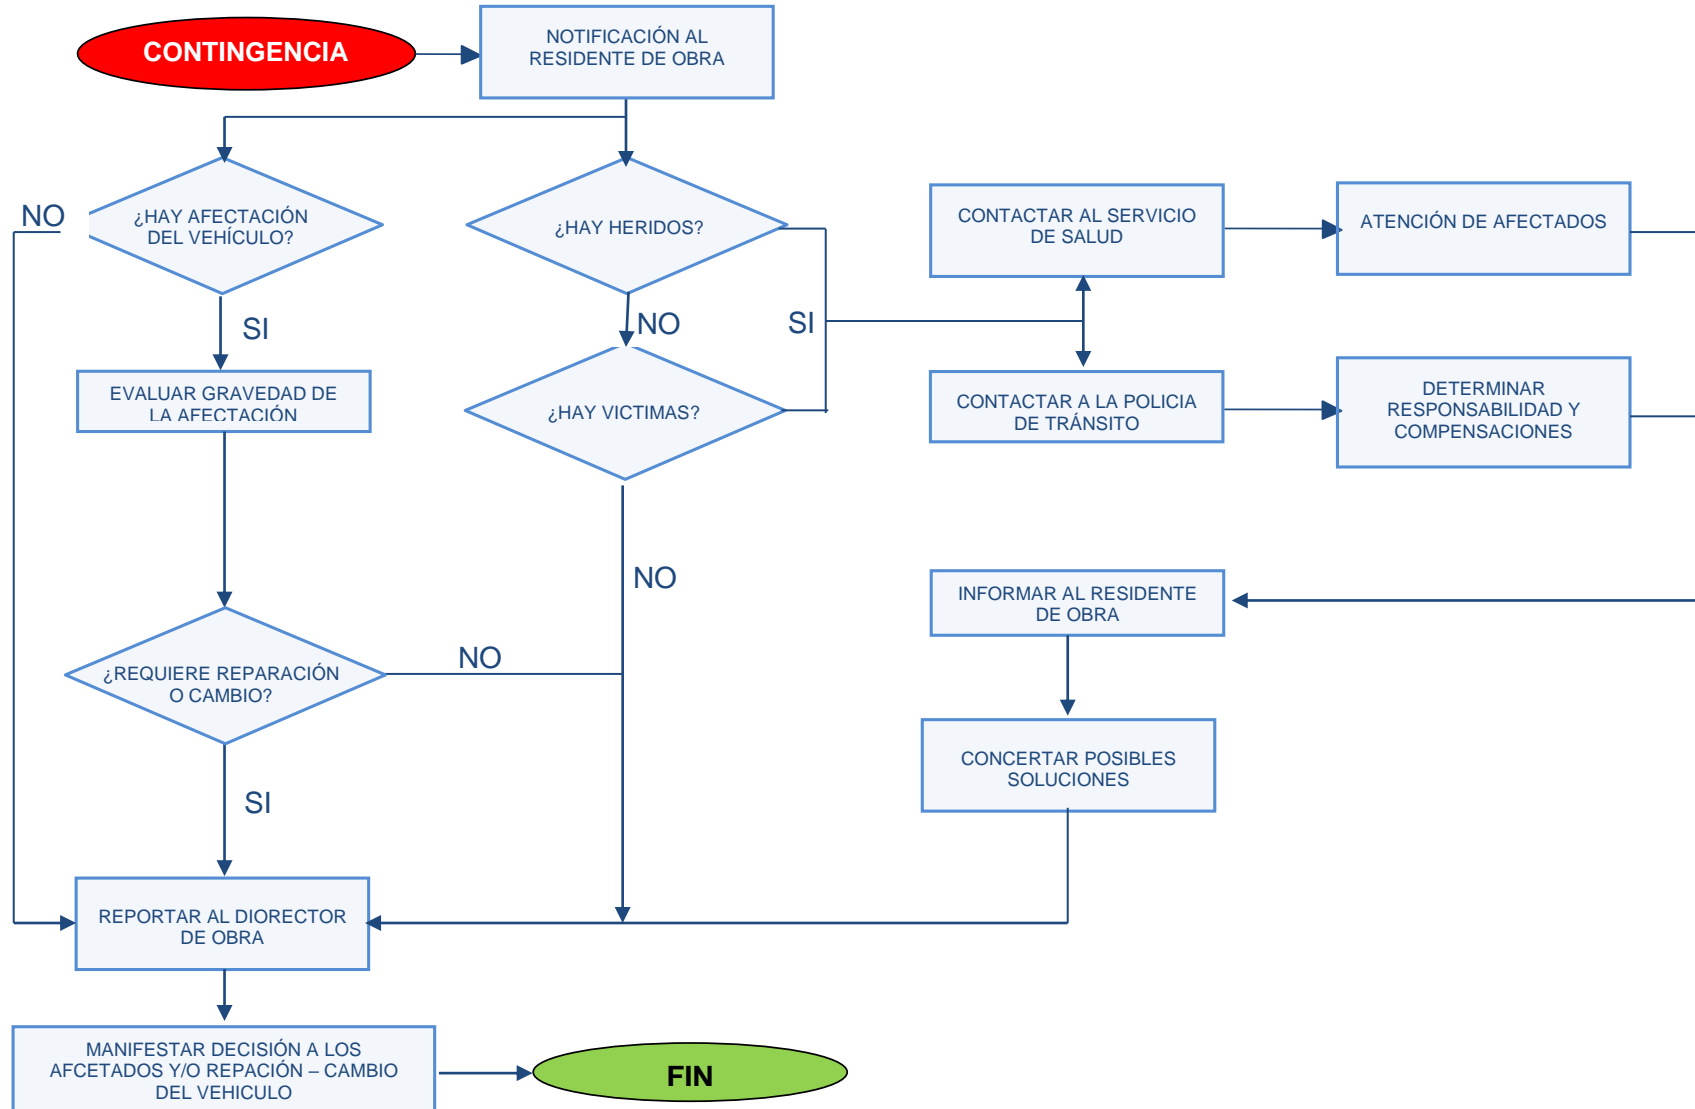 CONTINGENCIA
NOTIFICACIÓN AL
RESIDENTE DE OBRA
NO
¿HAY AFECTACIÓN
DEL VEHÍCULO?
¿HAY HERIDOS?
CONTACTAR AL SERVICIO
DE SALUD
ATENCIÓN DE AFECTADOS
SI
NO
SI
EVALUAR GRAVEDAD DE
LA AFECTACIÓN
¿HAY VICTIMAS?
CONTACTAR A LA POLICIA
DE TRÁNSITO
DETERMINAR
RESPONSABILIDAD Y
COMPENSACIONES
NO
INFORMAR AL RESIDENTE
DE OBRA
¿REQUIERE REPARACIÓN
O CAMBIO?
NO
CONCERTAR POSIBLES
SOLUCIONES
SI
REPORTAR AL DIORECTOR
DE OBRA
MANIFESTAR DECISIÓN A LOS
AFCETADOS Y/O REPACIÓN – CAMBIO
DEL VEHICULO
FIN